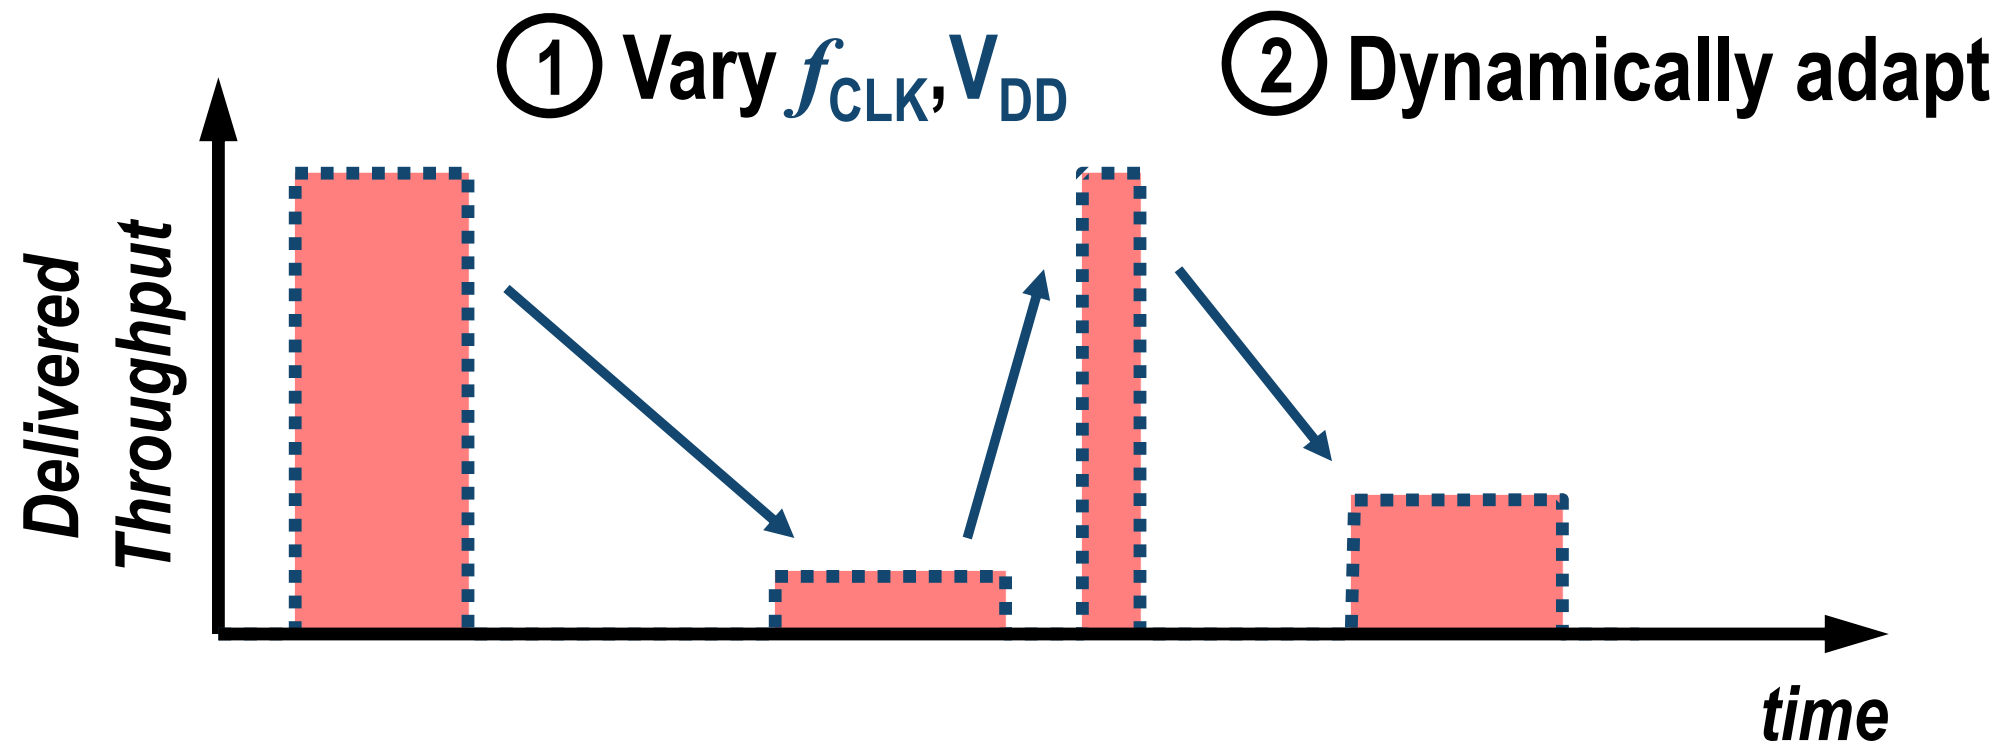 1 Vary fCLK, VDD
2 Dynamically adapt
Delivered
Throughput
time